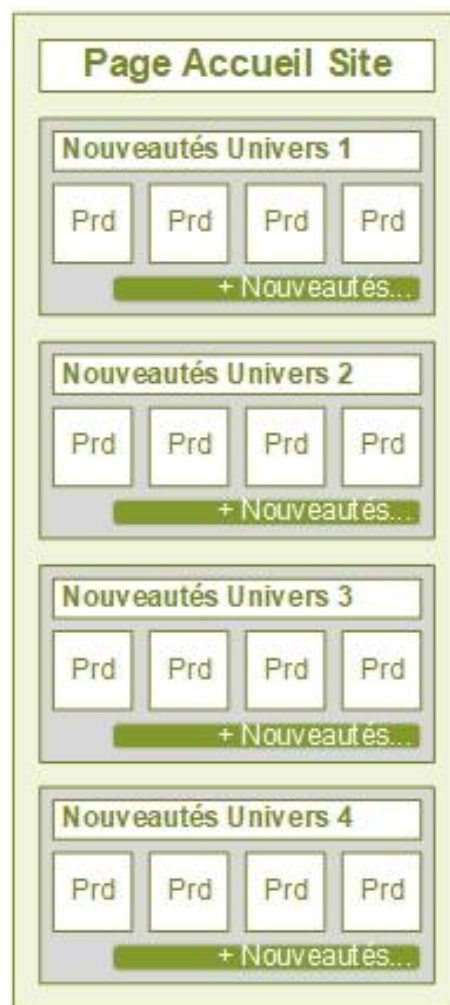 Page Accueil Site
Nouveautés Univers 1
Prd Prd Prd Prd
+ Nouveautés...
Nouveautés Univers 2
Prd Prd Prd Prd
+ Nouveautés...
Nouveautés Univers 3
Prd Prd Prd Prd
+ Nouveautés...
Nouveautés Univers 4
Prd Prd Prd Prd
+ Nouveautés...